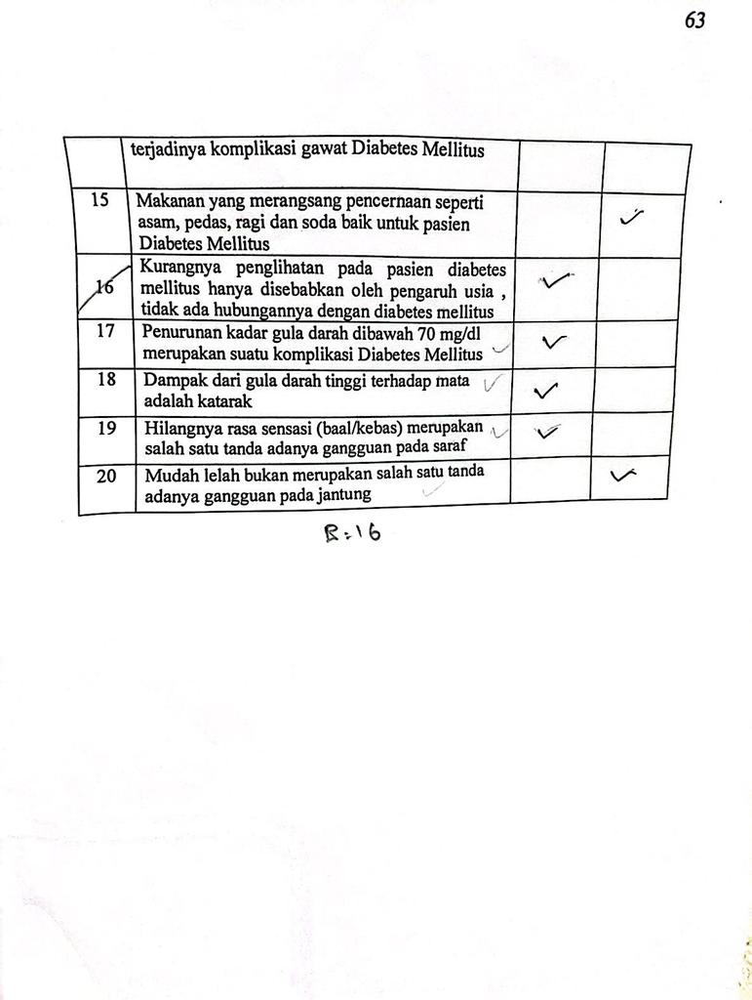 63
terjadinya komplikasi gawat Diabetes Mellitus
15 Makanan yang merangsang pencernaan seperti
asam, pedas, ragi dan soda baik untuk pasien
Diabetes Mellitus
16 Kurangnya penglihatan pada pasien diabetes
mellitus hanya disebabkan oleh pengaruh usia ,
tidak ada hubungannya dengan diabetes mellitus
17 Penurunan kadar gula darah dibawah 70 mg/dl
merupakan suatu komplikasi Diabetes Mellitus
18 Dampak dari gula darah tinggi terhadap mata
adalah katarak
19 Hilangnya rasa sensasi (baal/kebas) merupakan
salah satu tanda adanya gangguan pada saraf
20 Mudah lelah bukan merupakan salah satu tanda
adanya gangguan pada jantung
B:16